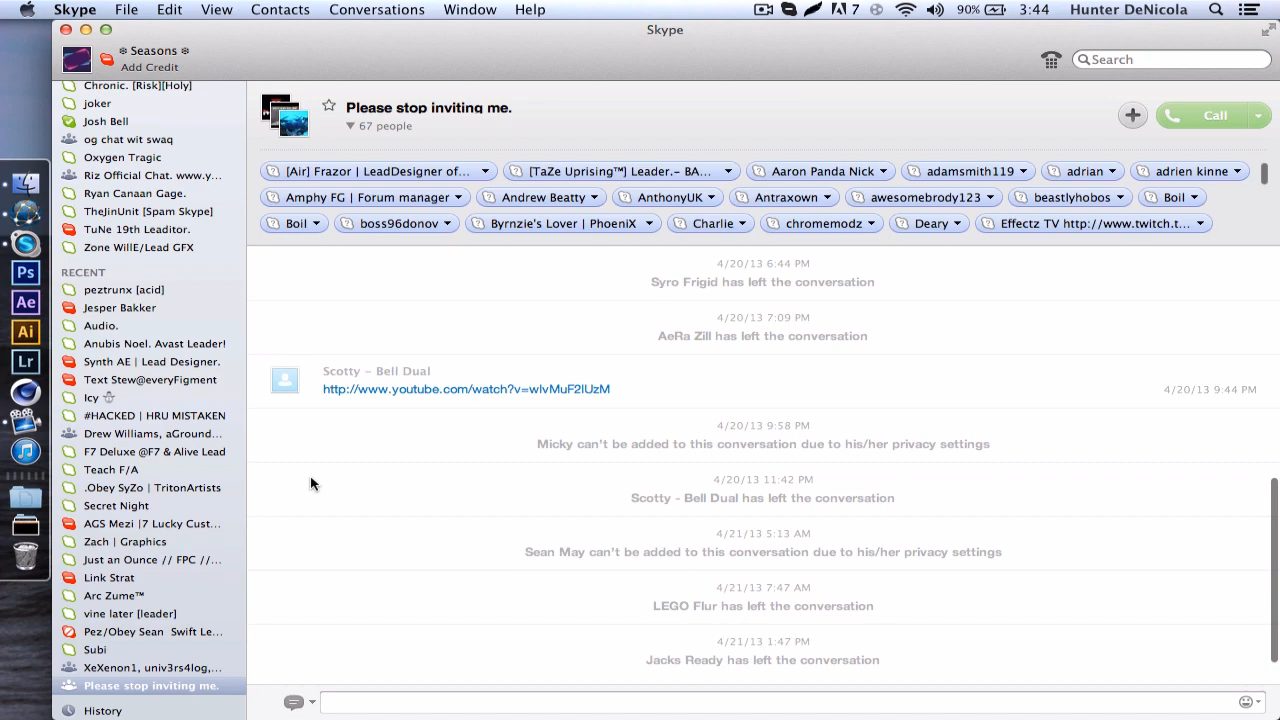 Skype File Edit View Contacts Conversations Window Help 7 90% 3:44 Hunter DeNicola
Skype
❄ Seasons ❄
Add Credit
Search
Chronic. [Risk][Holy]
joker
Josh Bell
og chat wit swaq
Oxygen Tragic
Riz Official Chat. www.y...
Ryan Canaan Gage.
TheJinUnit [Spam Skype]
TuNe 19th Leaditor.
Zone WillE/Lead GFX
RECENT
peztrunx [acid]
Jesper Bakker
Audio.
Andris Kel. Avast Leader!
Synth AE | Lead Designer.
Text Stew@everyFigment
Icy ☃
#HACKED | HRU MISTAKEN
Drew Williams, aGround...
F7 Deluxe @F7 & Alive Lead
Teach F/A
.Obey SyZo | TritonArtists
Secret Night
AGS Mezi |7 Lucky Cust...
Zach | Graphics
Just an Ounce // FPC //...
Link Strat
Arc Zume™
vine later [leader]
Pez/Obey Sean Swift Le...
Subi
XeXenon1, univ3rs4log,...
Please stop inviting me.
History
Ps
Ae
Ai
Lr
Please stop inviting me.
67 people
Call
[Air] Frazor | LeadDesigner of... [TaZe Uprising™] Leader.- BA... Aaron Panda Nick adamsmith119 adrian adrien kinne
Amphy FG | Forum manager Andrew Beatty AnthonyUK Antraxown awesomebrody123 beastlyhobos Boil
Boil boss96donov Byrnzie's Lover | PhoeniX Charlie chromemodz Deary Effectz TV http://www.twitch.t...
4/20/13 6:44 PM
Syro Frigid has left the conversation
4/20/13 7:09 PM
AeRa Zill has left the conversation
Scotty - Bell Dual
http://www.youtube.com/watch?v=wlvMuF2lUzM 4/20/13 9:44 PM
4/20/13 9:58 PM
Micky can't be added to this conversation due to his/her privacy settings
4/20/13 11:42 PM
Scotty - Bell Dual has left the conversation
4/21/13 5:13 AM
Sean May can't be added to this conversation due to his/her privacy settings
4/21/13 7:47 AM
LEGO Flur has left the conversation
4/21/13 1:47 PM
Jacks Ready has left the conversation